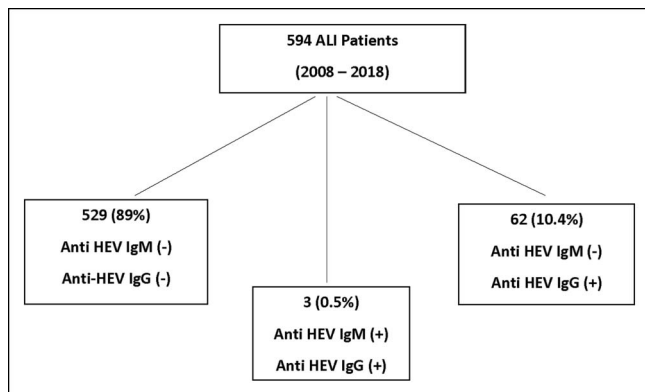 594 ALI Patients
(2008 – 2018)
529 (89%)
Anti HEV IgM (-)
Anti-HEV IgG (-)
3 (0.5%)
Anti HEV IgM (+)
Anti HEV IgG (+)
62 (10.4%)
Anti HEV IgM (-)
Anti HEV IgG (+)